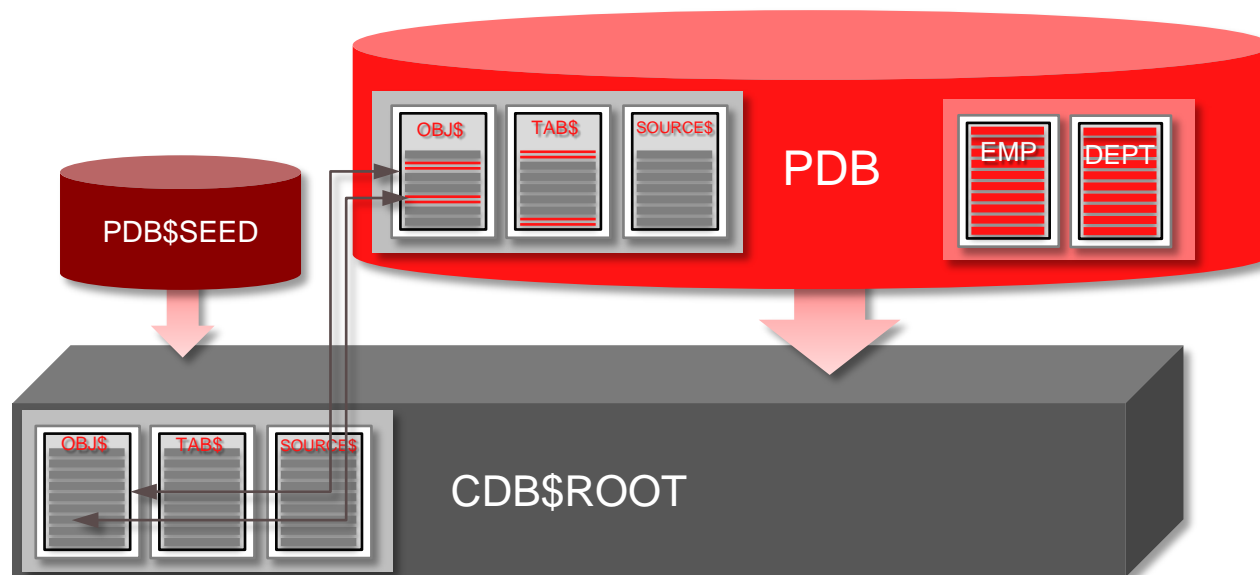 OBJ$
TAB$
SOURCE$
PDB
EMP
DEPT
PDB$SEED
OBJ$
TAB$
SOURCE$
CDB$ROOT